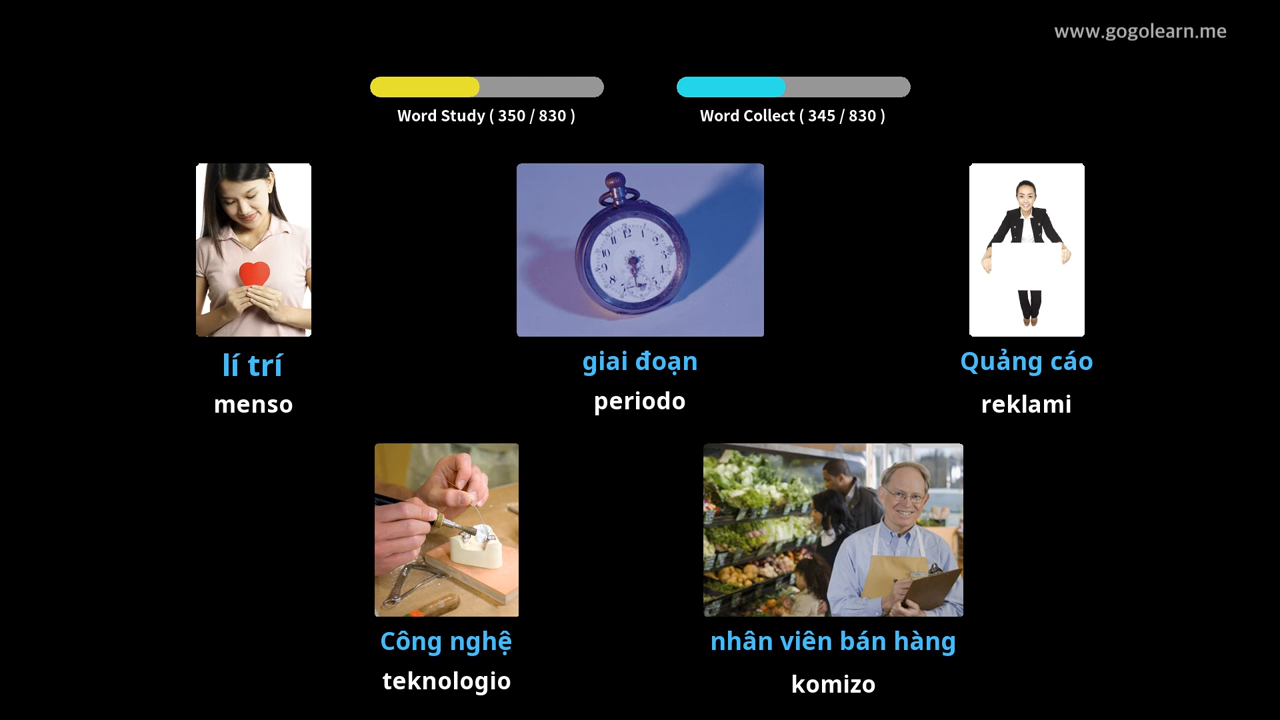 www.gogolearn.me
Word Study ( 350 / 830 )
Word Collect ( 345 / 830 )
lí trí
menso
giai đoạn
periodo
Quảng cáo
reklami
Công nghệ
teknologio
nhân viên bán hàng
komizo